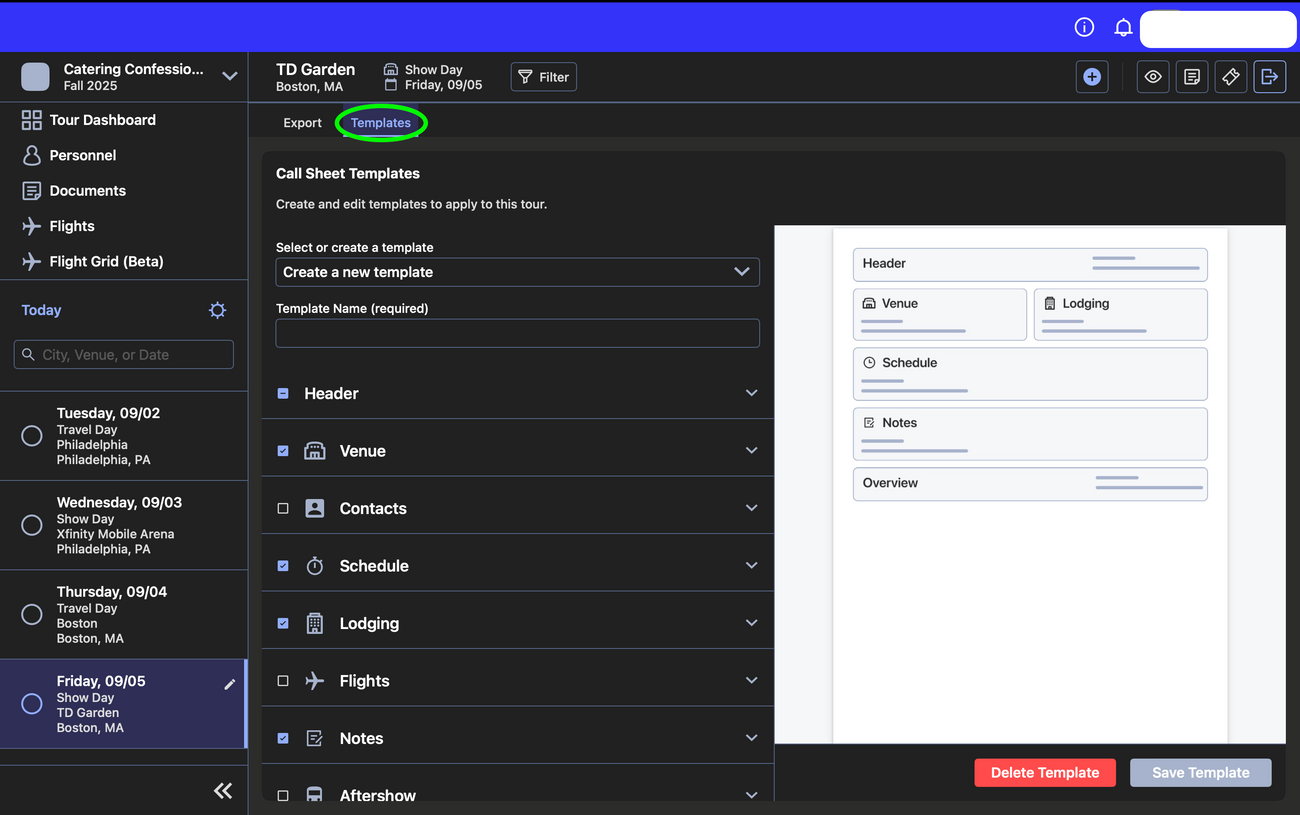 Catering Confessio...
Fall 2025
TD Garden
Boston, MA
Show Day
Friday, 09/05
Filter
Tour Dashboard
Personnel
Documents
Flights
Flight Grid (Beta)
Today
City, Venue, or Date
Tuesday, 09/02
Travel Day
Philadelphia
Philadelphia, PA
Wednesday, 09/03
Show Day
Xfinity Mobile Arena
Philadelphia, PA
Thursday, 09/04
Travel Day
Boston
Boston, MA
Friday, 09/05
Show Day
TD Garden
Boston, MA
Export
Templates
Call Sheet Templates
Create and edit templates to apply to this tour.
Select or create a template
Create a new template
Template Name (required)
Header
Venue
Contacts
Schedule
Lodging
Flights
Notes
Aftershow
Header
Venue
Lodging
Schedule
Notes
Overview
Delete Template
Save Template